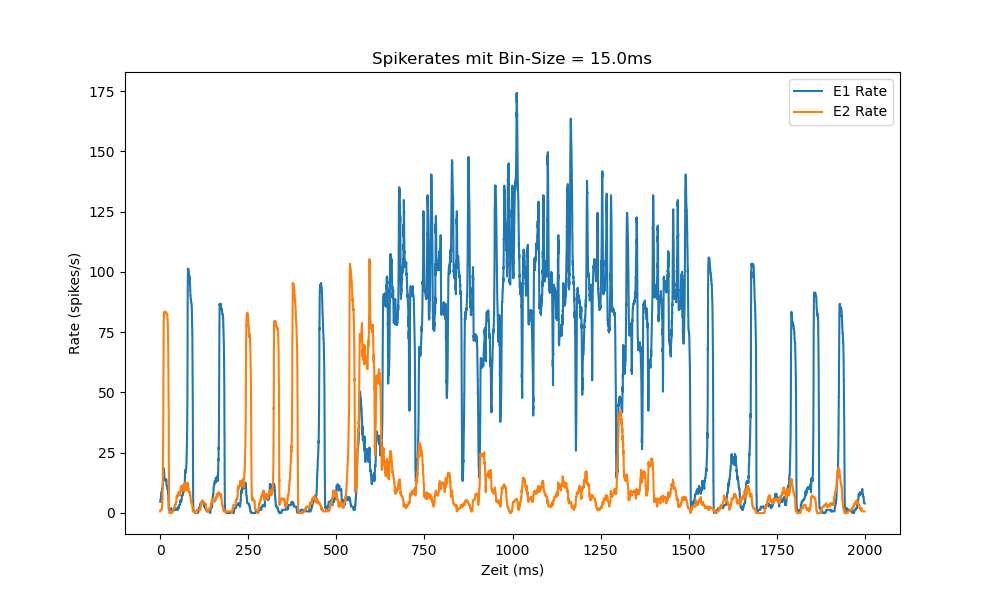 Spikerates mit Bin-Size = 15.0ms
E1 Rate
E2 Rate
Rate (spikes/s)
175
150
125
100
75
50
25
0
0 250 500 750 1000 1250 1500 1750 2000
Zeit (ms)